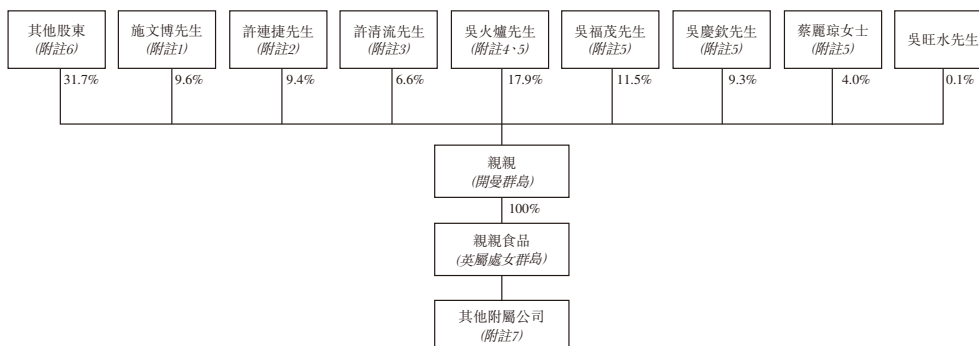 其他股東
(附註6)
施文博先生
(附註1)
許連捷先生
(附註2)
許清流先生
(附註3)
吳火爐先生
(附註4、5)
吳福茂先生
(附註5)
吳慶欽先生
(附註5)
蔡麗琼女士
(附註5)
吳旺水先生
31.7%
9.6%
9.4%
6.6%
17.9%
11.5%
9.3%
4.0%
0.1%
親親
(開曼群島)
100%
親親食品
(英屬處女群島)
其他附屬公司
(附註7)